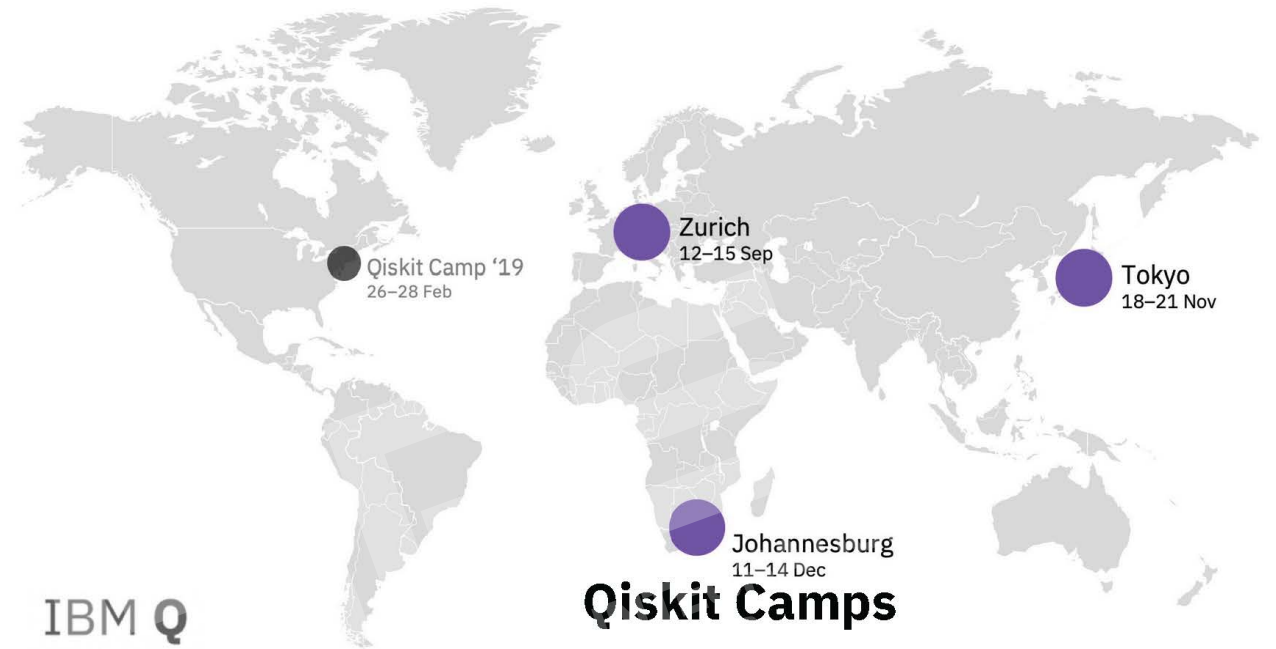 Zurich
12–15 Sep
Qiskit Camp ‘19
26–28 Feb
Tokyo
18–21 Nov
Johannesburg
11–14 Dec
Qiskit Camps
IBM Q